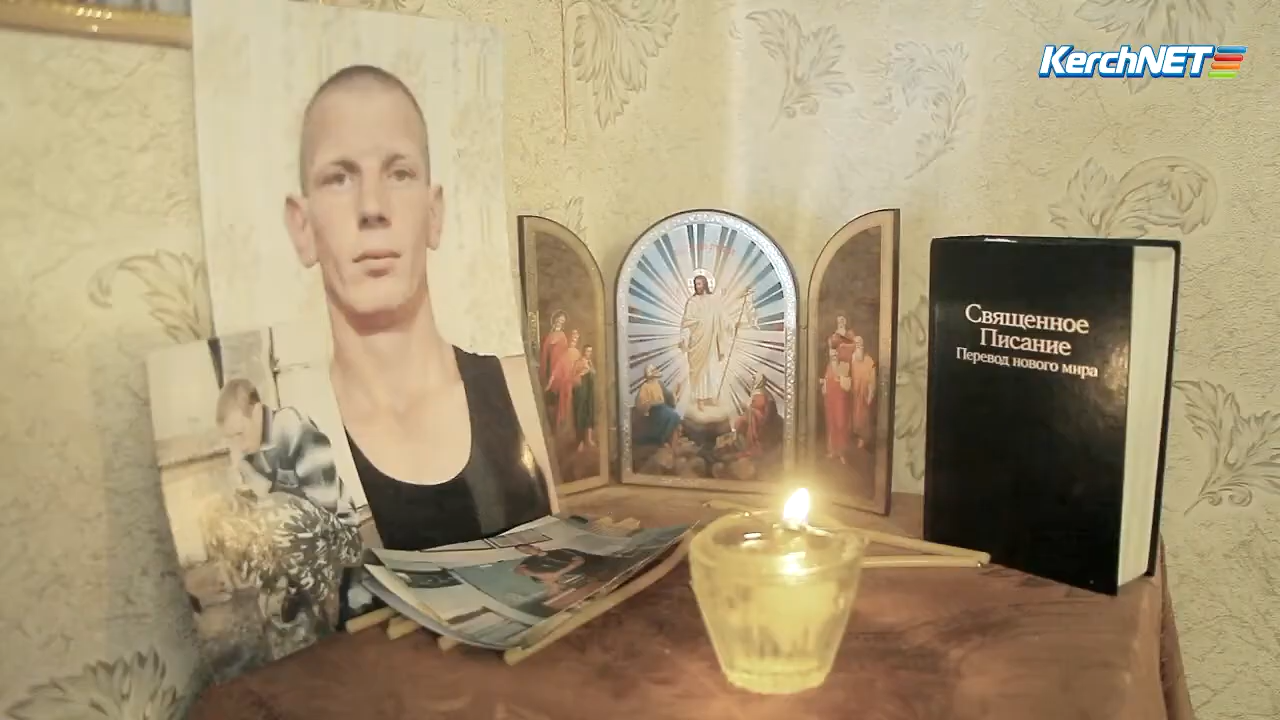 KerchNET
Священное
Писание
Перевод нового мира